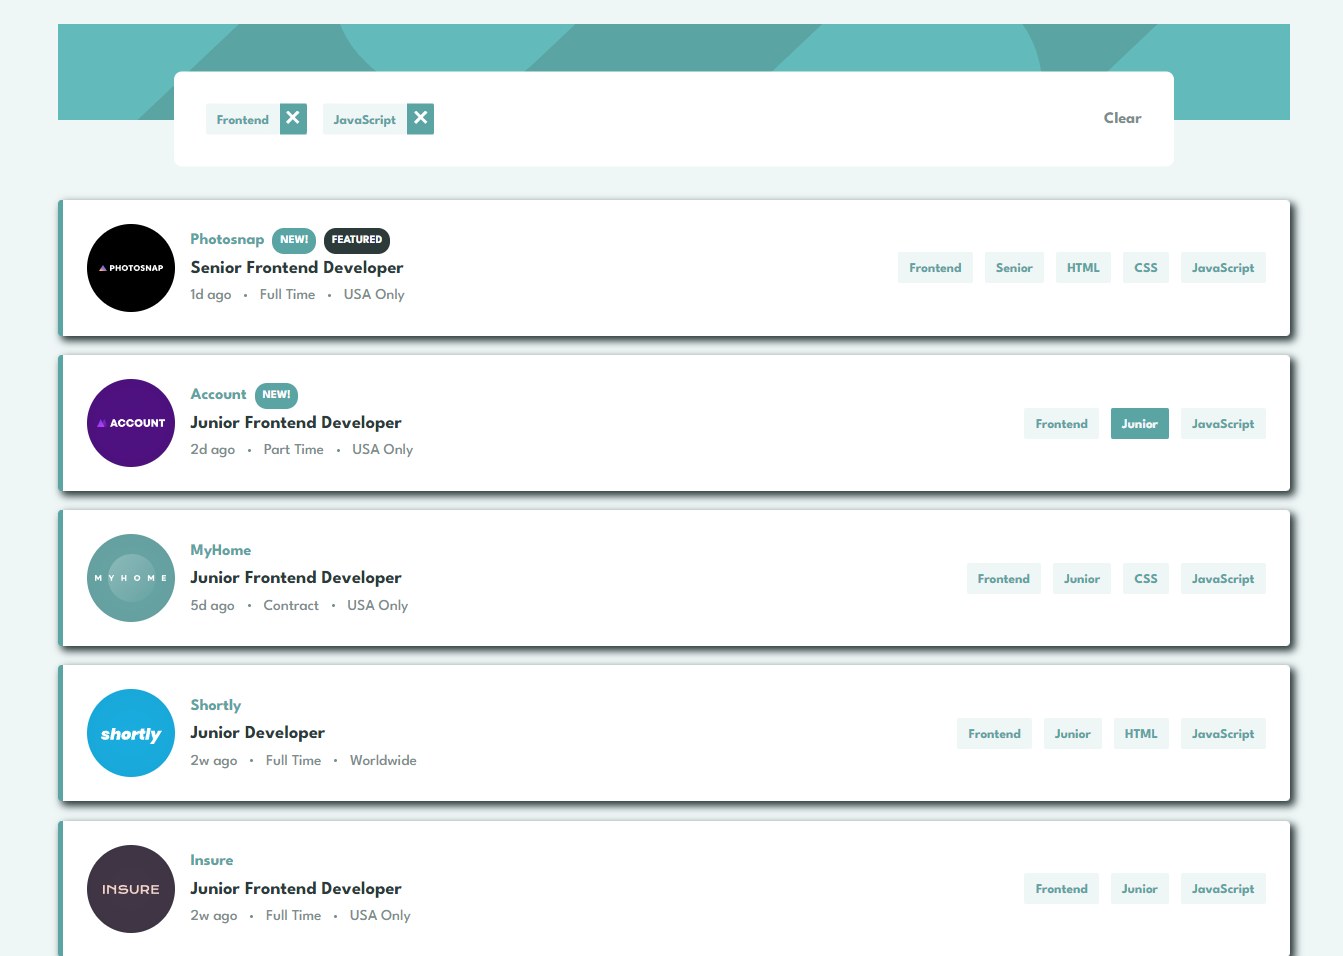 Frontend JavaScript Clear
PHOTOSNAP
Photosnap NEW! FEATURED
Senior Frontend Developer
1d ago • Full Time • USA Only
Frontend Senior HTML CSS JavaScript
ACCOUNT
Account NEW!
Junior Frontend Developer
2d ago • Part Time • USA Only
Frontend Junior JavaScript
MYHOME
MyHome
Junior Frontend Developer
5d ago • Contract • USA Only
Frontend Junior CSS JavaScript
shortly
Shortly
Junior Developer
2w ago • Full Time • Worldwide
Frontend Junior HTML JavaScript
INSURE
Insure
Junior Frontend Developer
2w ago • Full Time • USA Only
Frontend Junior JavaScript